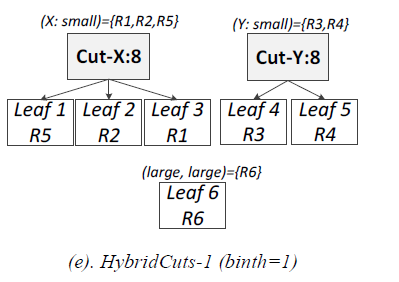 (X: small)={R1,R2,R5} (Y: small)={R3,R4}
Cut-X:8 Cut-Y:8
Leaf 1 Leaf 2 Leaf 3 Leaf 4 Leaf 5
R5 R2 R1 R3 R4
(large, large)={R6}
Leaf 6
R6
(e). HybridCuts-1 (binth=1)